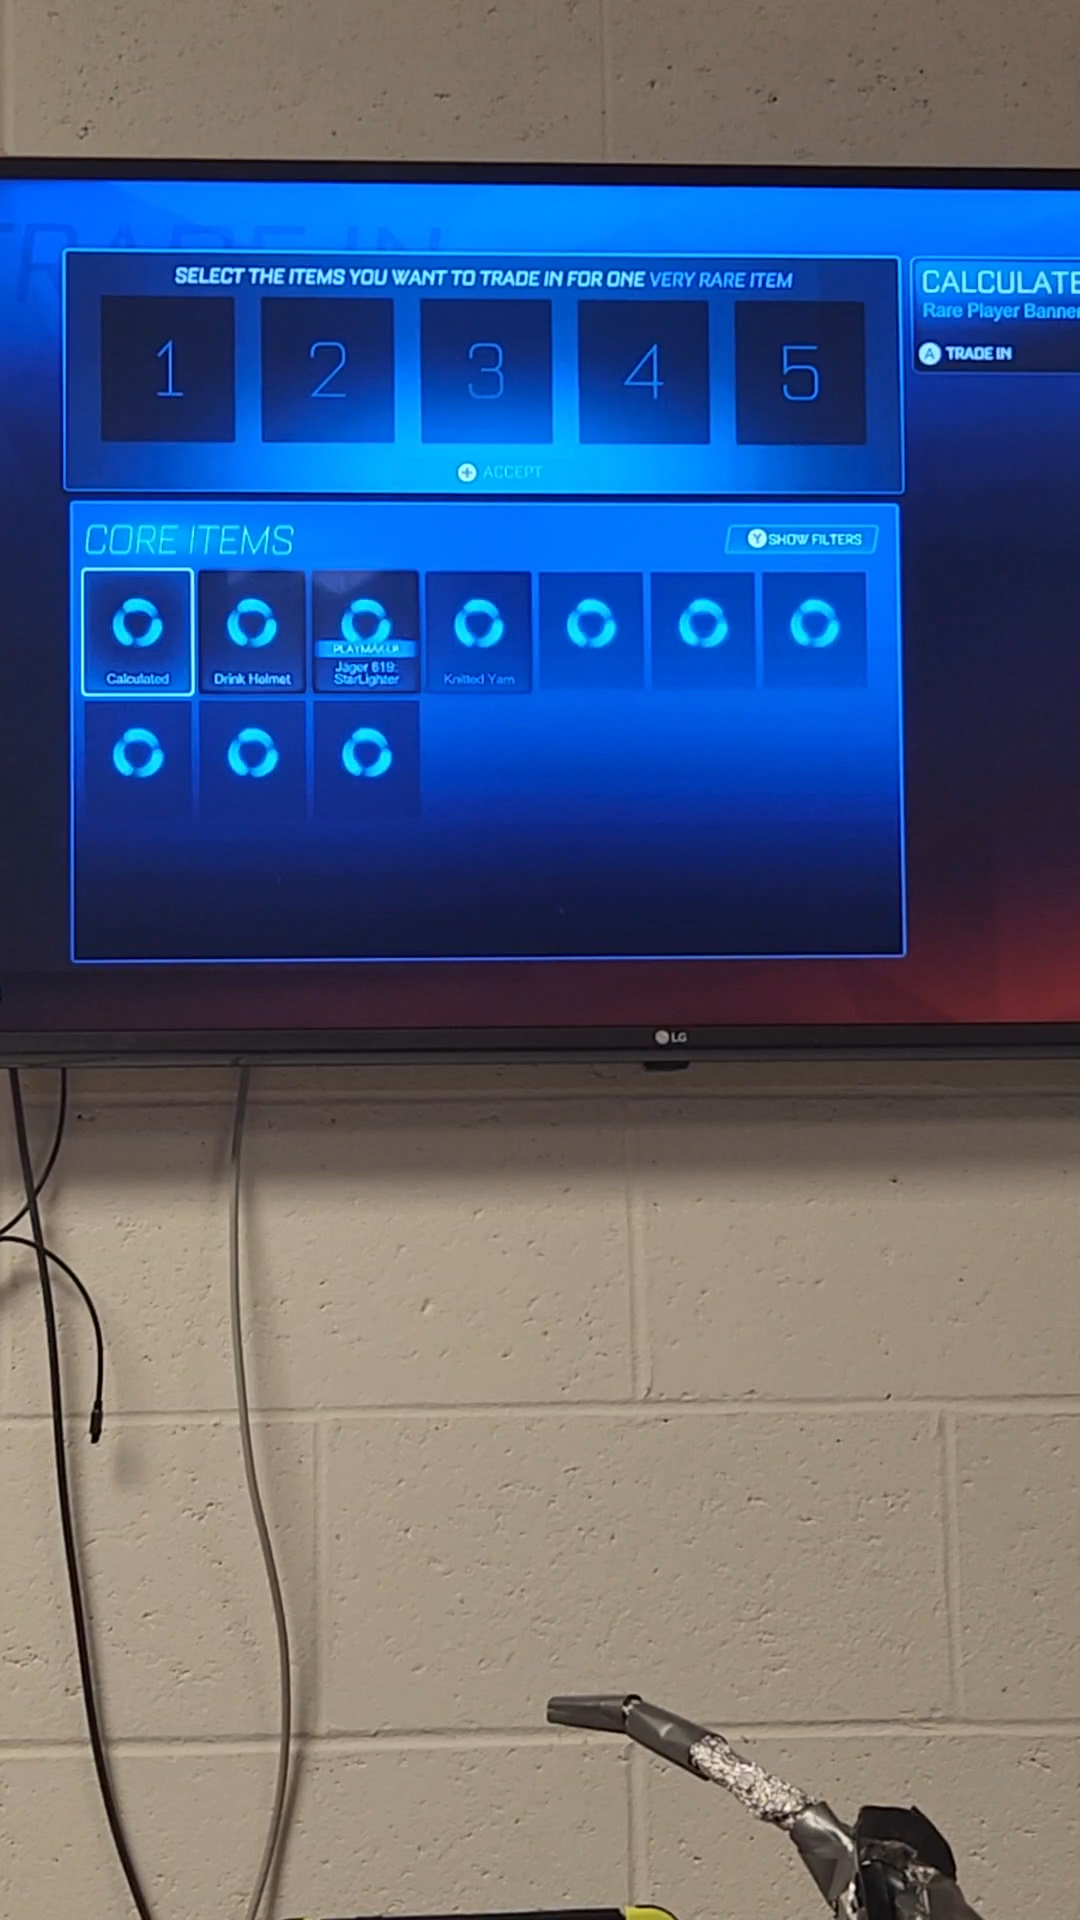 TRADE IN
SELECT THE ITEMS YOU WANT TO TRADE IN FOR ONE VERY RARE ITEM
1 2 3 4 5
ACCEPT
CALCULATE
Rare Player Banner
A TRADE IN
CORE ITEMS
Y SHOW FILTERS
Calculated
Drink Helmet
PLAYMAKER
Jäger 619:
StarLighter
Knitted Yarn
LG